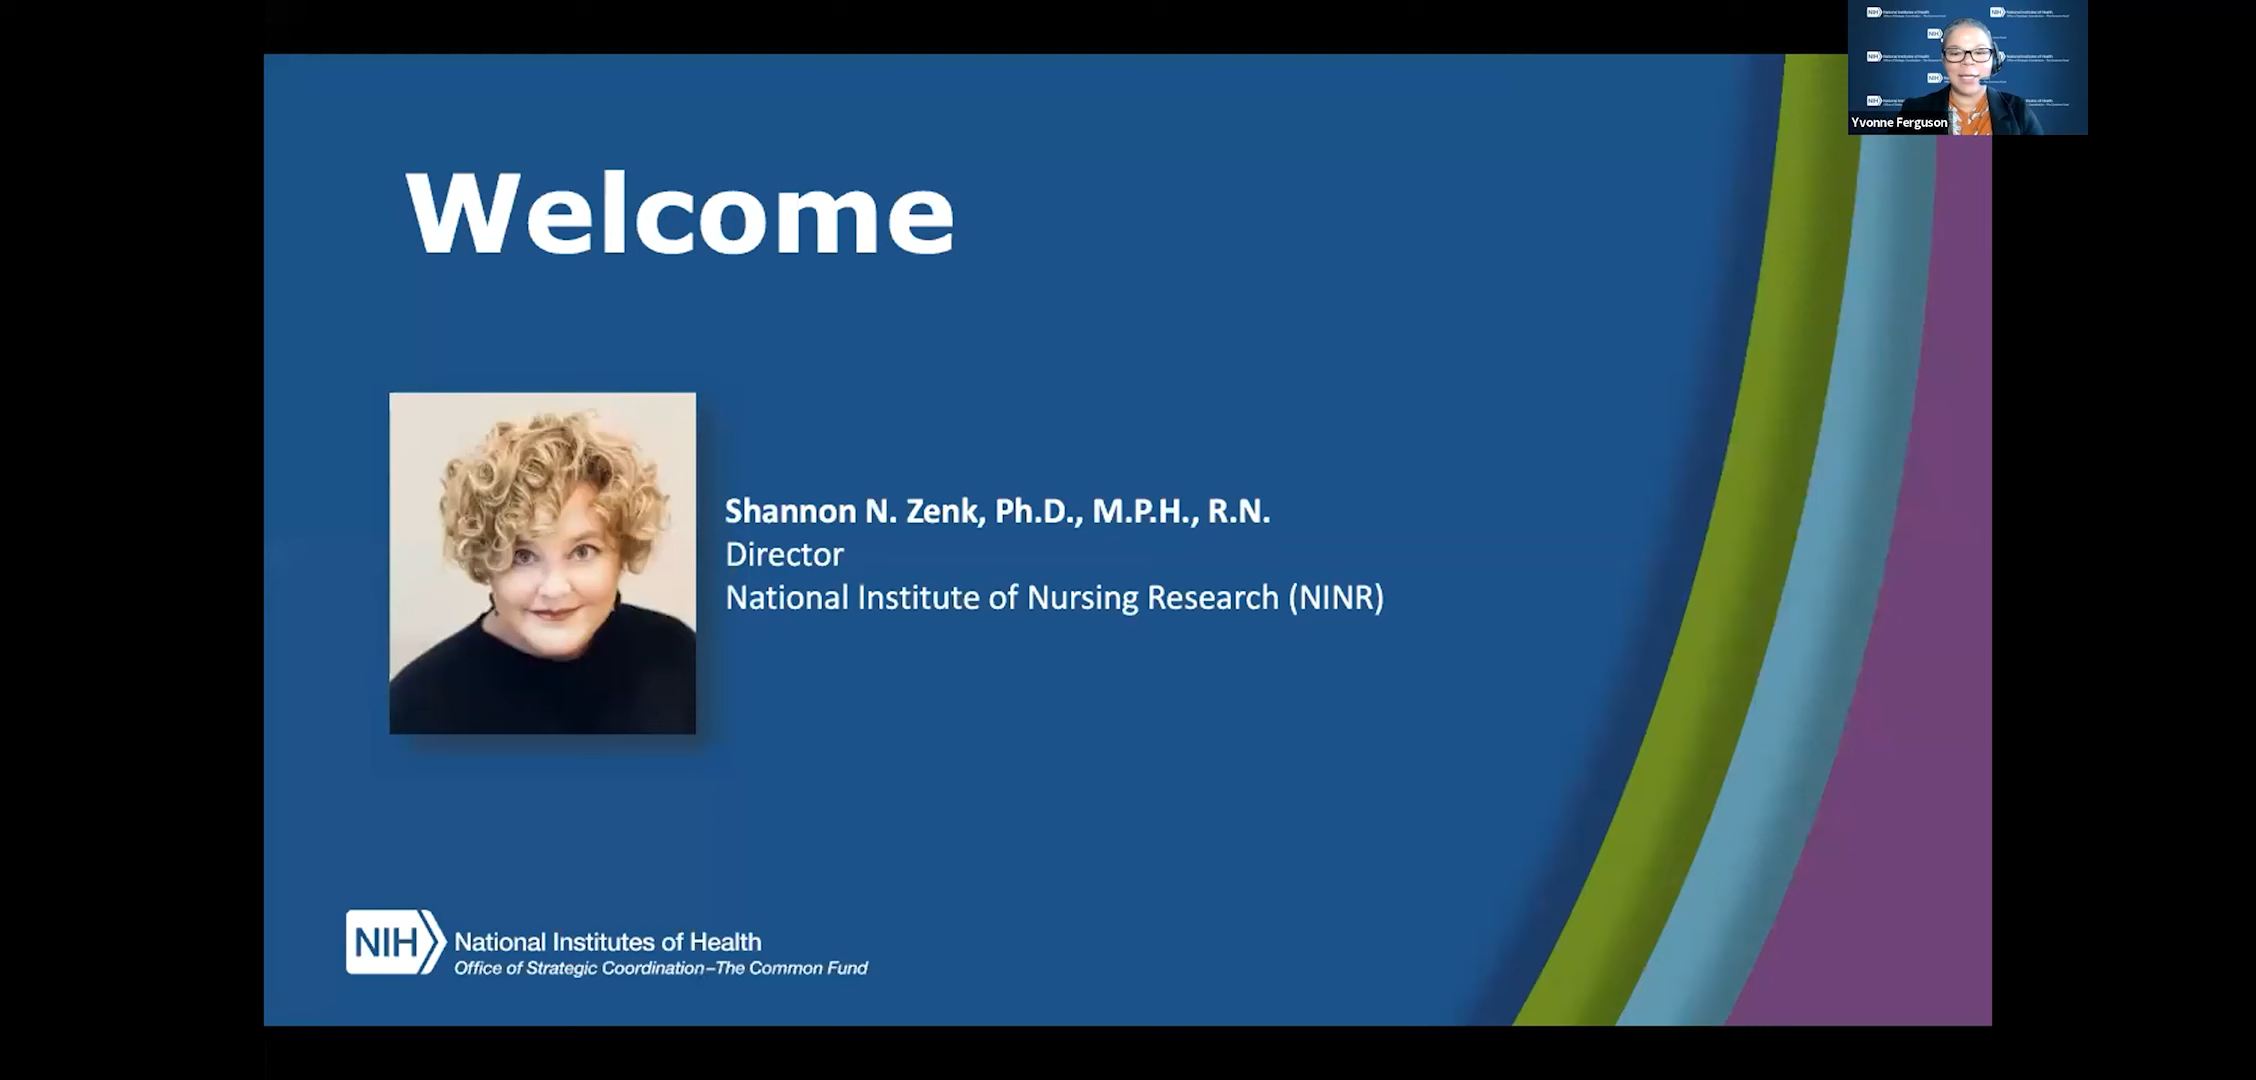 Welcome
Shannon N. Zenk, Ph.D., M.P.H., R.N.
Director
National Institute of Nursing Research (NINR)
NIH National Institutes of Health
Office of Strategic Coordination–The Common Fund
Yvonne Ferguson